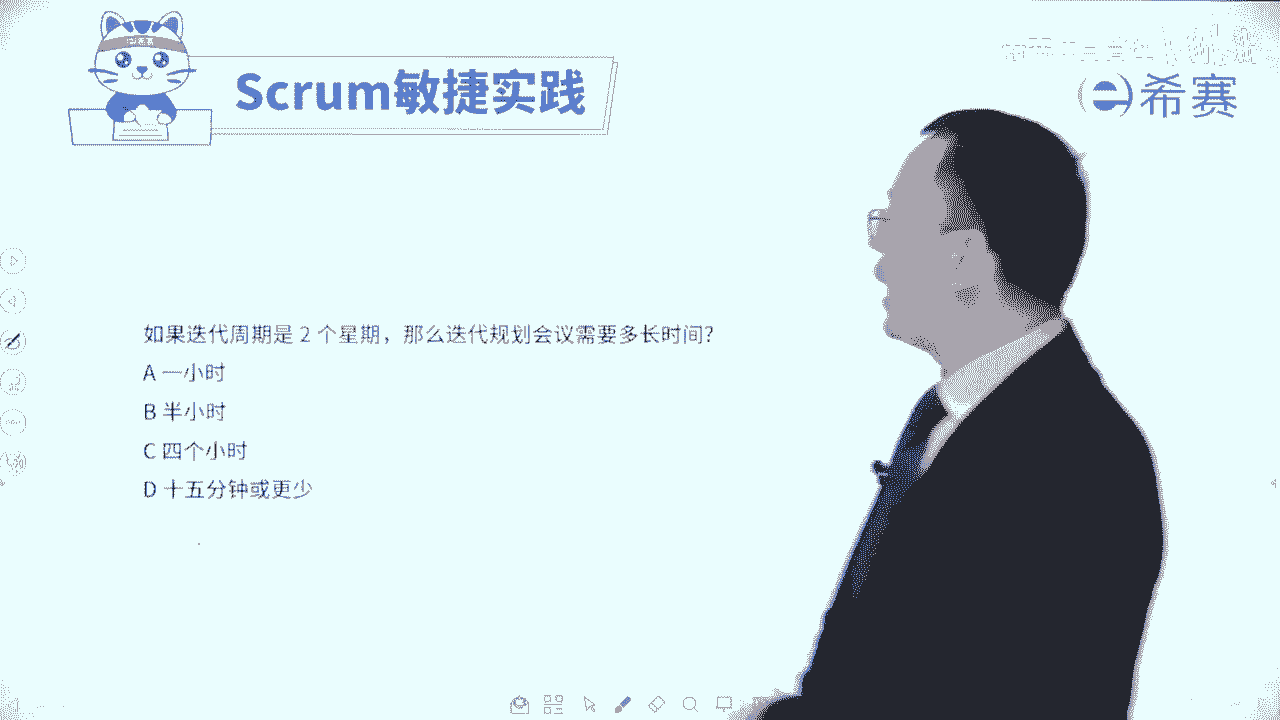 Scrum敏捷实践
希赛
如果迭代周期是 2 个星期，那么迭代规划会议需要多长时间？
A 一小时
B 半小时
C 四个小时
D 十五分钟或更少